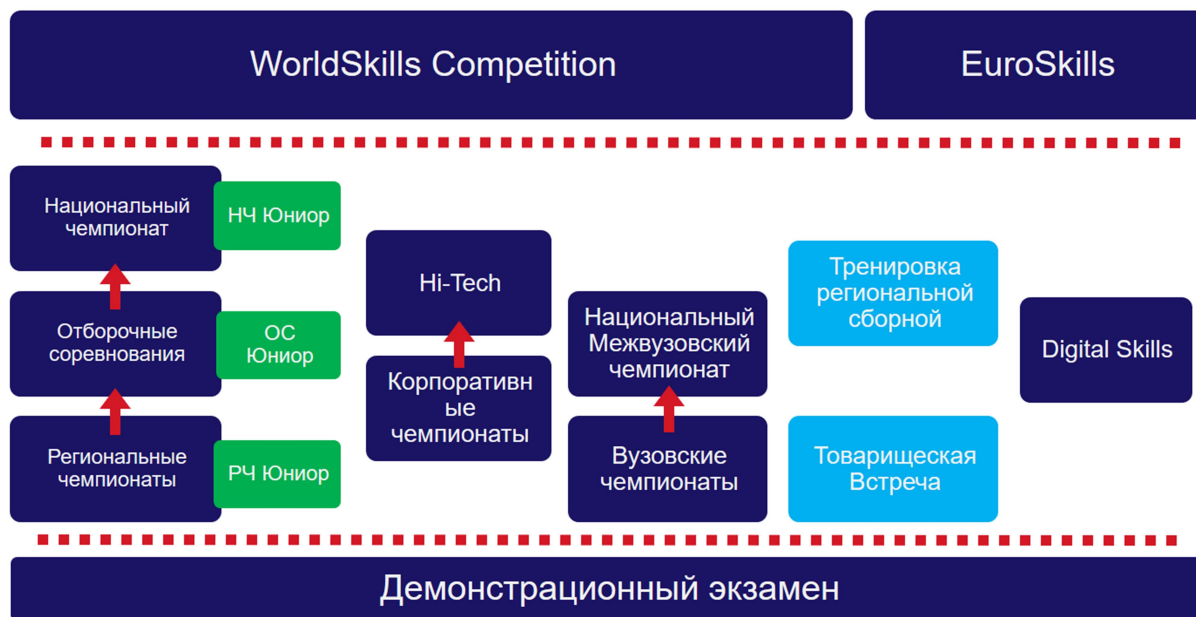 WorldSkills Competition
EuroSkills
Национальный
чемпионат
НЧ Юниор
Отборочные
соревнования
ОС
Юниор
Региональные
чемпионаты
РЧ Юниор
Hi-Tech
Корпоративн
ые
чемпионаты
Национальный
Межвузовский
чемпионат
Вузовские
чемпионаты
Тренировка
региональной
сборной
Товарищеская
Встреча
Digital Skills
Демонстрационный экзамен